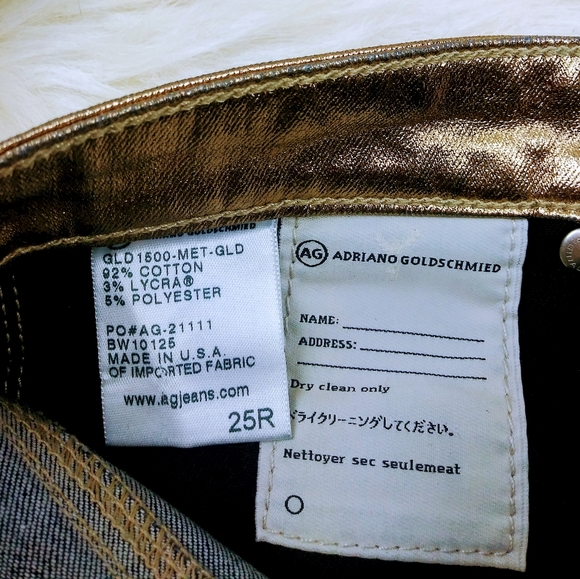 ADRIANO GOLDSCHMIED
GLD1500-MET-GLD
92% COTTON
3% LYCRA®
5% POLYESTER
PO#AG-21111
BW10125
MADE IN U.S.A.
OF IMPORTED FABRIC
www.agjeans.com
25R
AG ADRIANO GOLDSCHMIED
NAME:
ADDRESS:
Dry clean only
ドライクリーニングしてください。
Nettoyer sec seulemeat